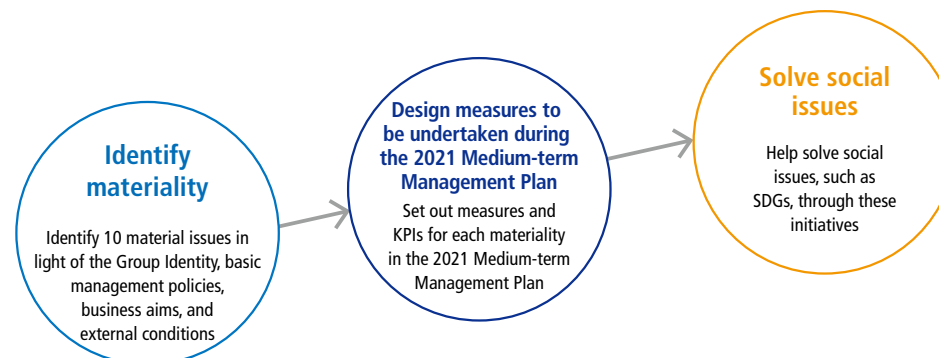 Identify
materiality
Identify 10 material issues in
light of the Group Identity, basic
management policies,
business aims, and
external conditions
Design measures to
be undertaken during
the 2021 Medium-term
Management Plan
Set out measures and
KPIs for each materiality
in the 2021 Medium-term
Management Plan
Solve social
issues
Help solve social
issues, such as
SDGs, through these
initiatives